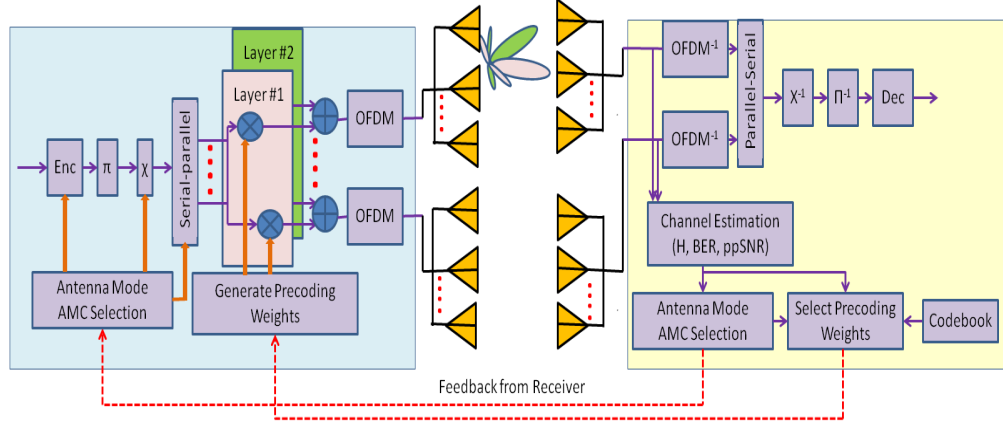 Layer #2
Layer #1
Enc
π
χ
Serial-parallel
OFDM
OFDM
Antenna Mode
AMC Selection
Generate Precoding
Weights
OFDM⁻¹
OFDM⁻¹
Parallel-Serial
X⁻¹
Π⁻¹
Dec
Channel Estimation
(H, BER, ppSNR)
Antenna Mode
AMC Selection
Select Precoding
Weights
Codebook
Feedback from Receiver